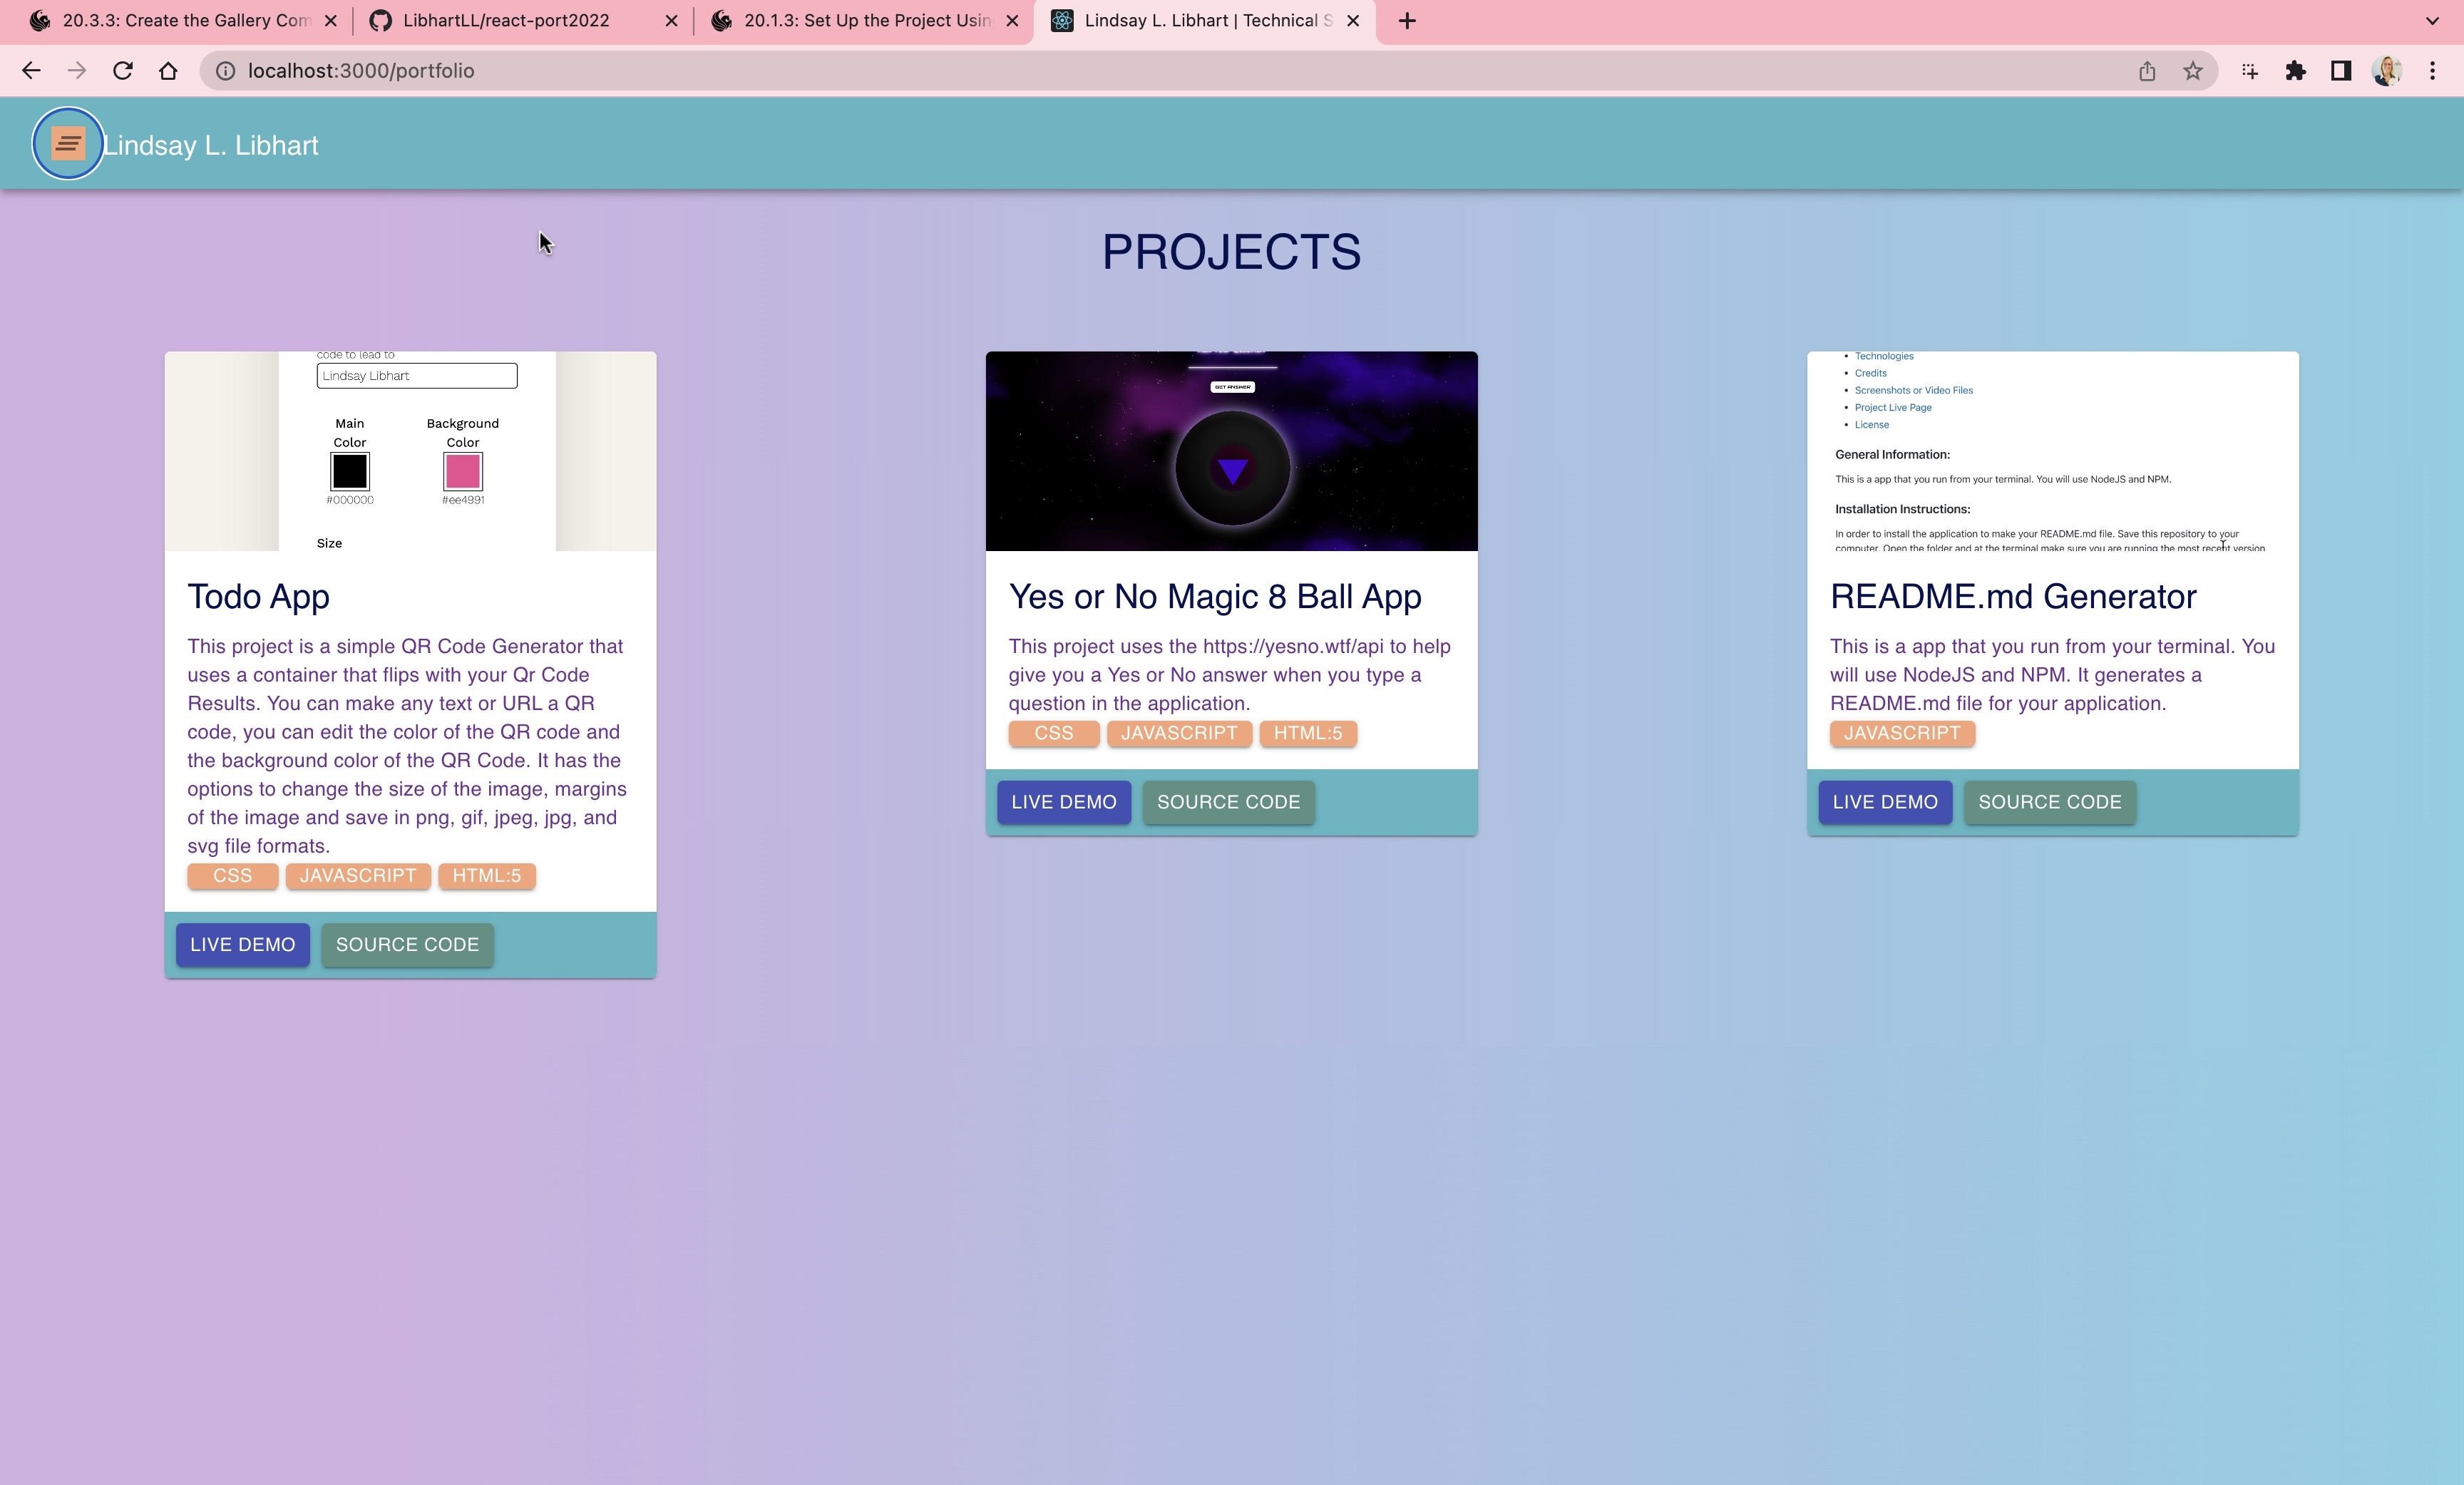 20.3.3: Create the Gallery Com
LibhartLL/react-port2022
20.1.3: Set Up the Project Usin
Lindsay L. Libhart | Technical S
localhost:3000/portfolio
Lindsay L. Libhart
PROJECTS
code to lead to
Lindsay Libhart
Main Color
Background Color
#000000
#ee4991
Size
Todo App
This project is a simple QR Code Generator that
uses a container that flips with your Qr Code
Results. You can make any text or URL a QR
code, you can edit the color of the QR code and
the background color of the QR Code. It has the
options to change the size of the image, margins
of the image and save in png, gif, jpeg, jpg, and
svg file formats.
CSS JAVASCRIPT HTML:5
LIVE DEMO SOURCE CODE
GET ANSWER
Yes or No Magic 8 Ball App
This project uses the https://yesno.wtf/api to help
give you a Yes or No answer when you type a
question in the application.
CSS JAVASCRIPT HTML:5
LIVE DEMO SOURCE CODE
Technologies
Credits
Screenshots or Video Files
Project Live Page
License
General Information:
This is a app that you run from your terminal. You will use NodeJS and NPM.
Installation Instructions:
In order to install the application to make your README.md file. Save this repository to your
computer. Open the folder and at the terminal make sure you are running the most recent version
README.md Generator
This is a app that you run from your terminal. You
will use NodeJS and NPM. It generates a
README.md file for your application.
JAVASCRIPT
LIVE DEMO SOURCE CODE